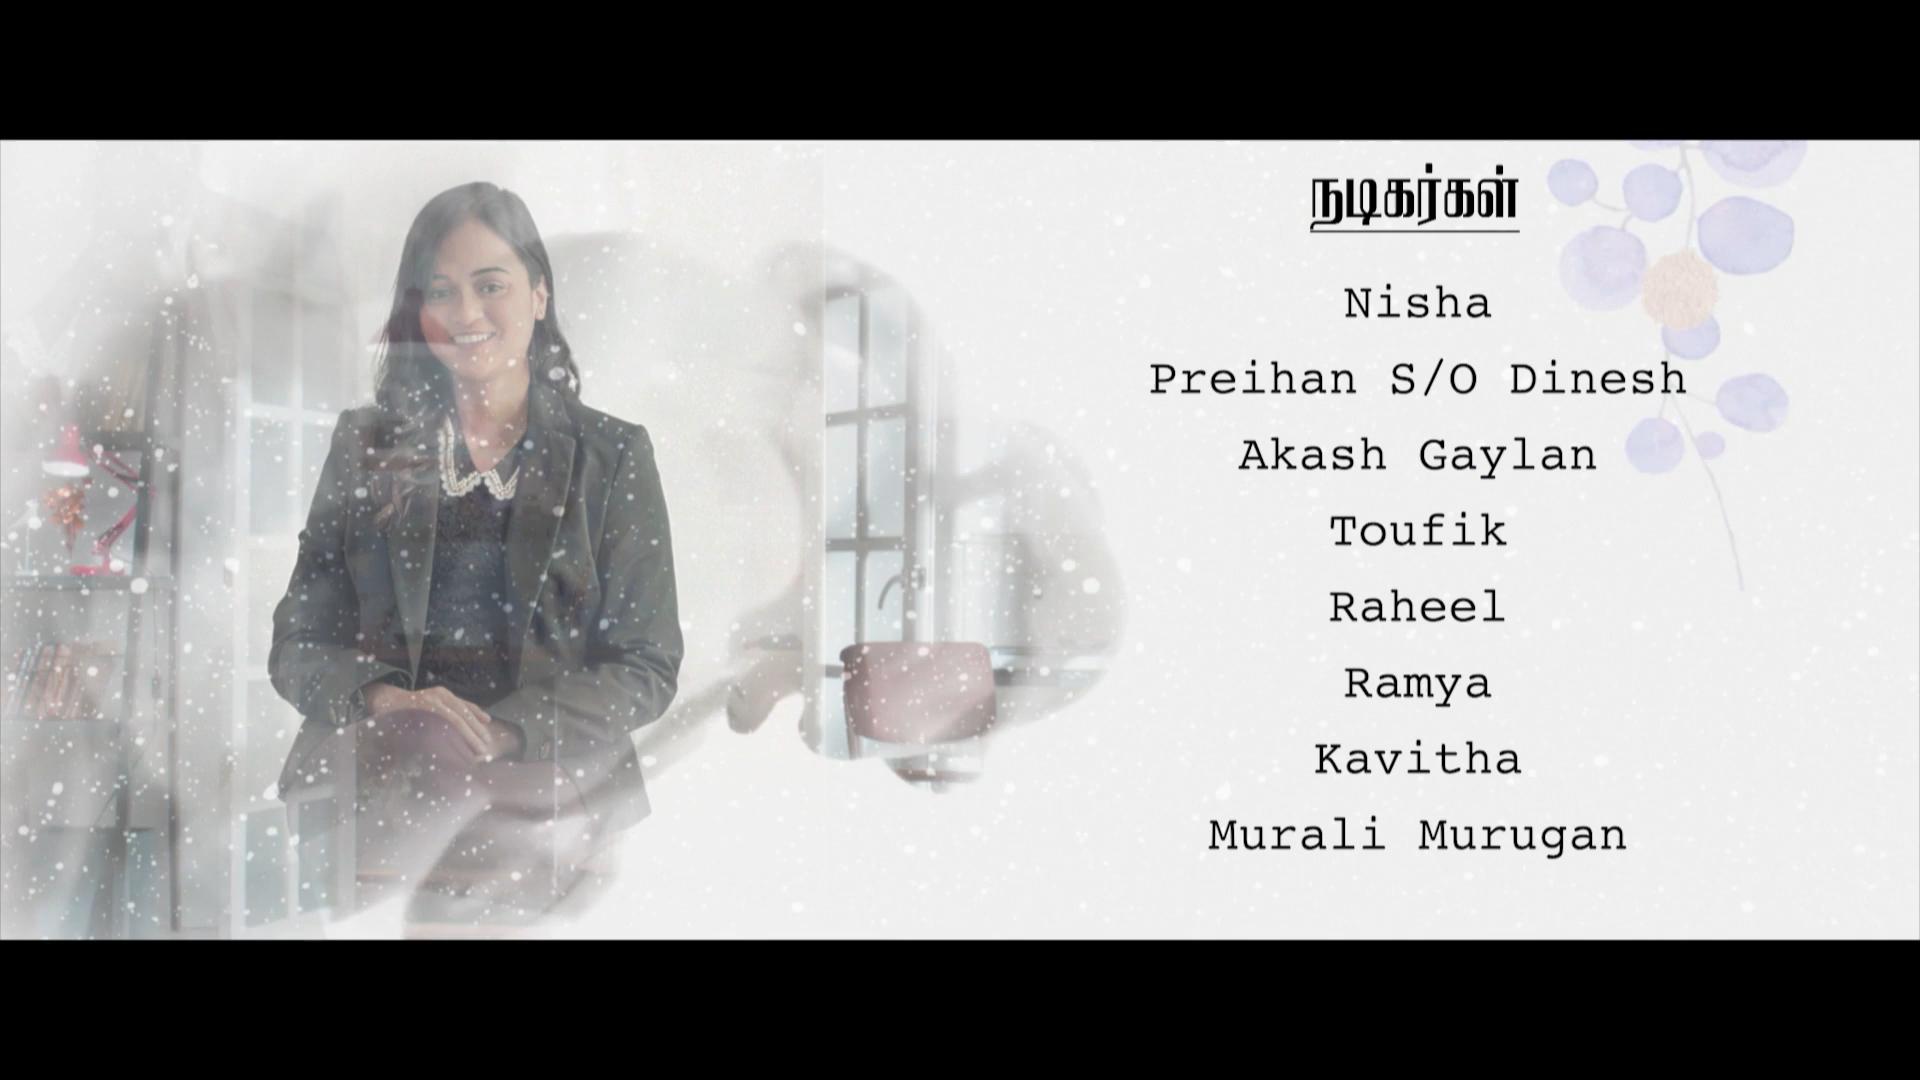 நடிகர்கள்
Nisha
Preihan S/O Dinesh
Akash Gaylan
Toufik
Raheel
Ramya
Kavitha
Murali Murugan